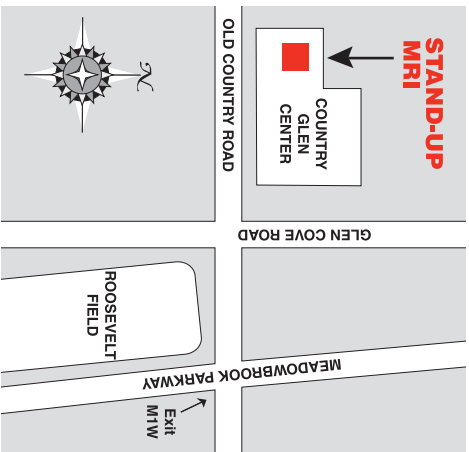 STAND-UP
MRI
COUNTRY
GLEN
CENTER
OLD COUNTRY ROAD
N
GLEN COVE ROAD
ROOSEVELT
FIELD
MEADOWBROOK PARKWAY
Exit
M1W